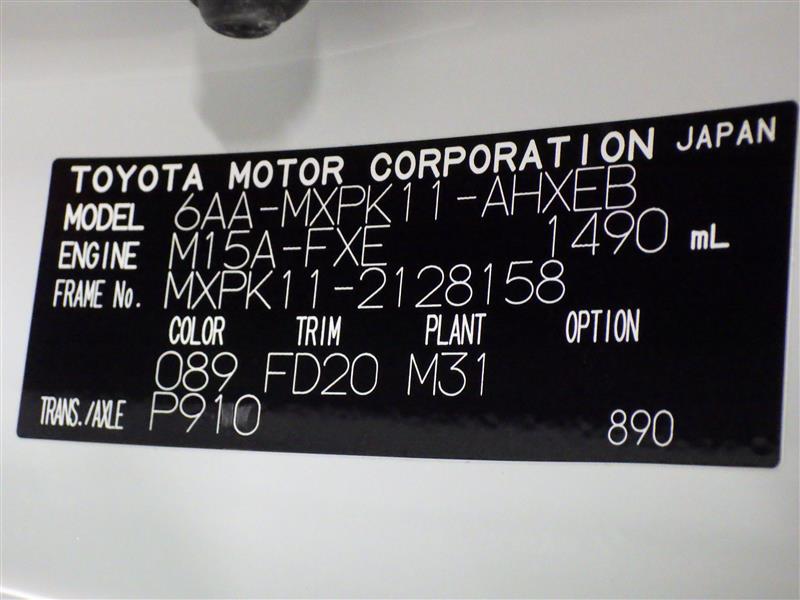 TOYOTA MOTOR CORPORATION JAPAN
MODEL 6AA-MXPK11-AHXEB
ENGINE M15A-FXE 1490 mL
FRAME No. MXPK11-2128158
COLOR TRIM PLANT OPTION
089 FD20 M31
TRANS./AXLE P910 890